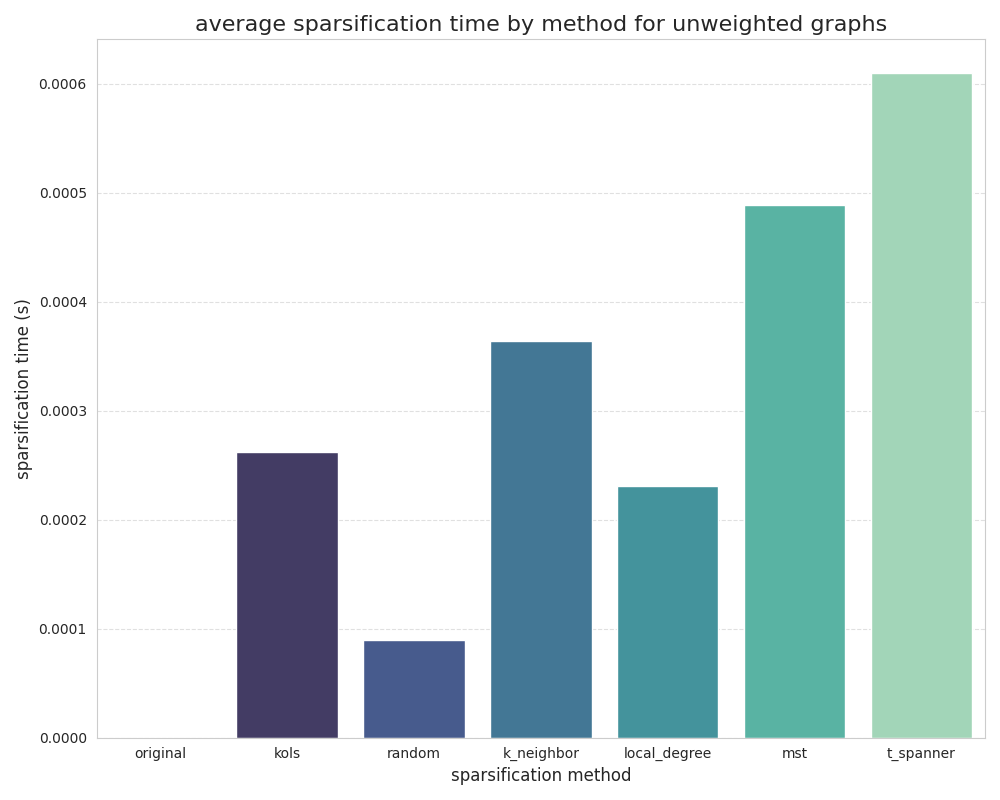 average sparsification time by method for unweighted graphs
0.0006
0.0005
0.0004
0.0003
0.0002
0.0001
0.0000
sparsification time (s)
original kols random k_neighbor local_degree mst t_spanner
sparsification method